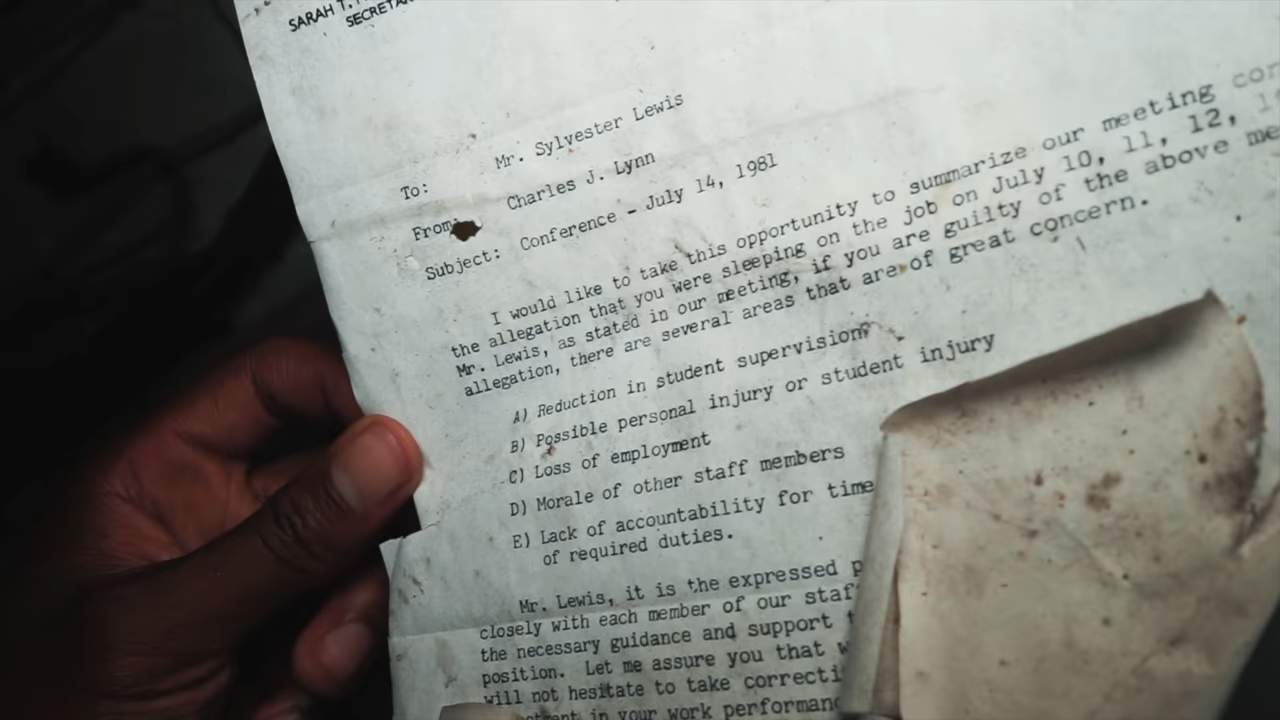 SARAH T.
To: Mr. Sylvester Lewis
From: Charles J. Lynn
Subject: Conference - July 14, 1981
I would like to take this opportunity to summarize our meeting
the allegation that you were sleeping on the job on July 10, 11, 12,
Mr. Lewis, as stated in our meeting, if you are guilty of the above
allegation, there are several areas that are of great concern.
A) Reduction in student supervision
B) Possible personal injury or student injury
C) Loss of employment
D) Morale of other staff members
E) Lack of accountability for time
of required duties.
Mr. Lewis, it is the expressed
closely with each member of our
the necessary guidance and support
position. Let me assure you that
will not hesitate to take
in your work